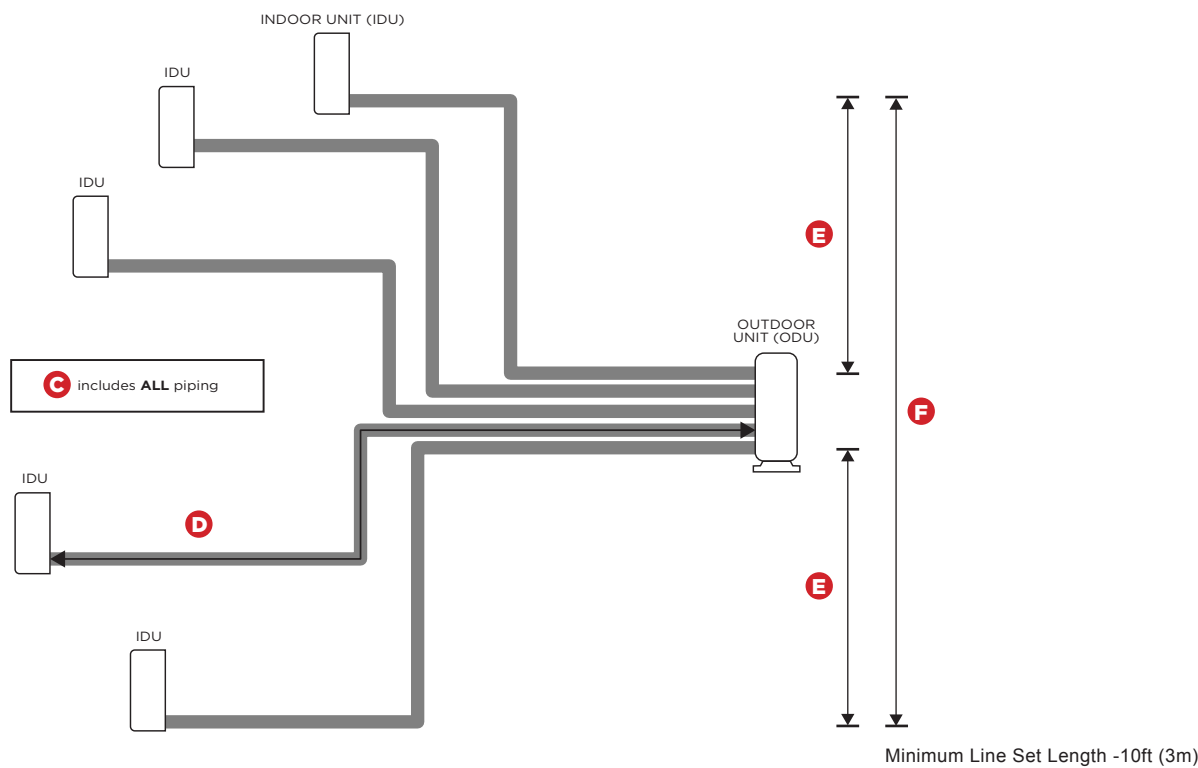 INDOOR UNIT (IDU)
IDU
IDU
E
OUTDOOR
UNIT (ODU)
C includes ALL piping
F
IDU
D
E
IDU
Minimum Line Set Length -10ft (3m)